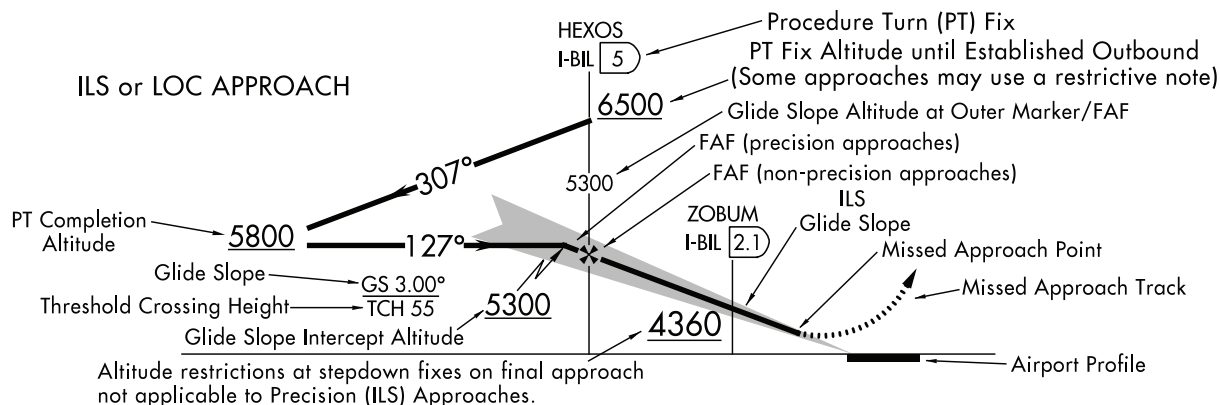 HEXOS
I-BIL 5
Procedure Turn (PT) Fix
PT Fix Altitude until Established Outbound
(Some approaches may use a restrictive note)
ILS or LOC APPROACH
6500
Glide Slope Altitude at Outer Marker/FAF
FAF (precision approaches)
FAF (non-precision approaches)
307°
5300
ILS
Glide Slope
ZOBUM
I-BIL 2.1
PT Completion
Altitude
5800
127°
Missed Approach Point
Missed Approach Track
Glide Slope
GS 3.00°
Threshold Crossing Height
TCH 55
Glide Slope Intercept Altitude
5300
4360
Airport Profile
Altitude restrictions at stepdown fixes on final approach
not applicable to Precision (ILS) Approaches.